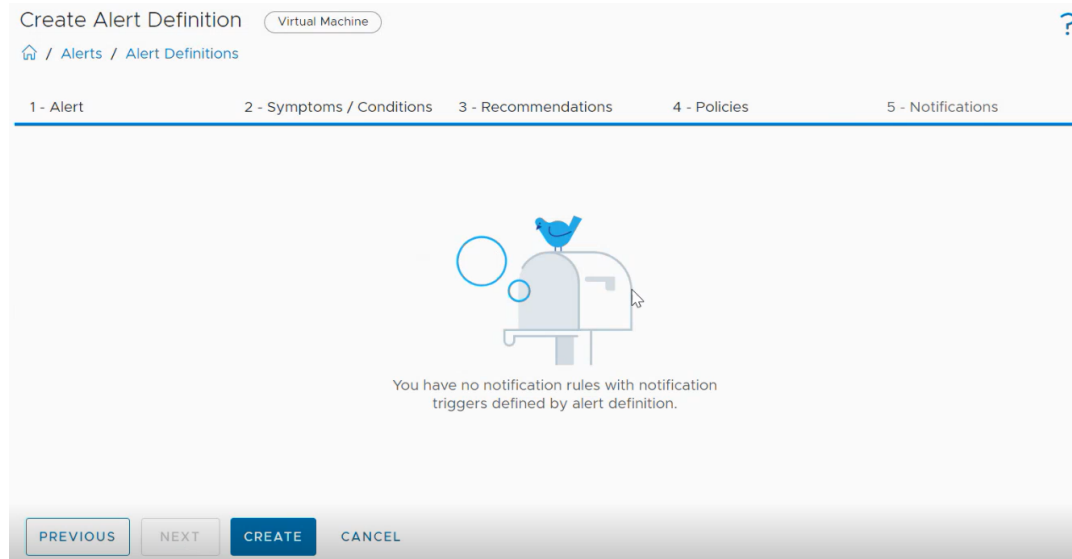 Create Alert Definition Virtual Machine ?
/ Alerts / Alert Definitions
1 - Alert 2 - Symptoms / Conditions 3 - Recommendations 4 - Policies 5 - Notifications
You have no notification rules with notification
triggers defined by alert definition.
PREVIOUS NEXT CREATE CANCEL